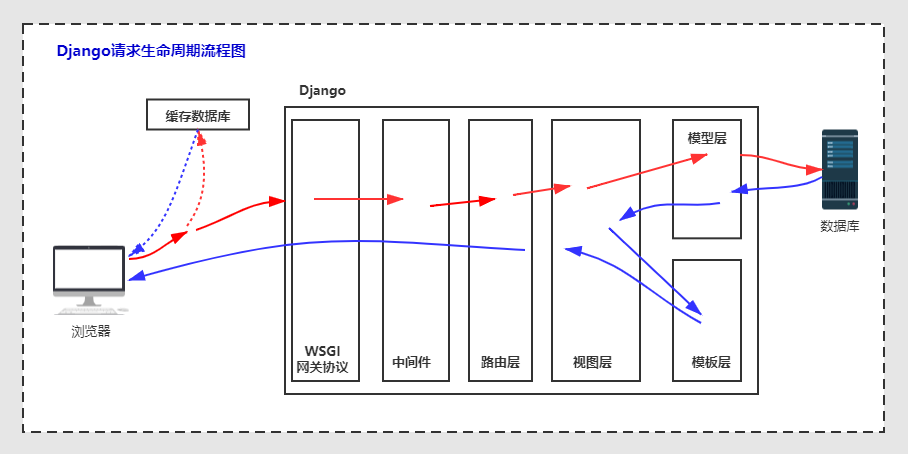 Django请求生命周期流程图
Django
缓存数据库
模型层
数据库
浏览器
WSGI
网关协议
中间件
路由层
视图层
模板层